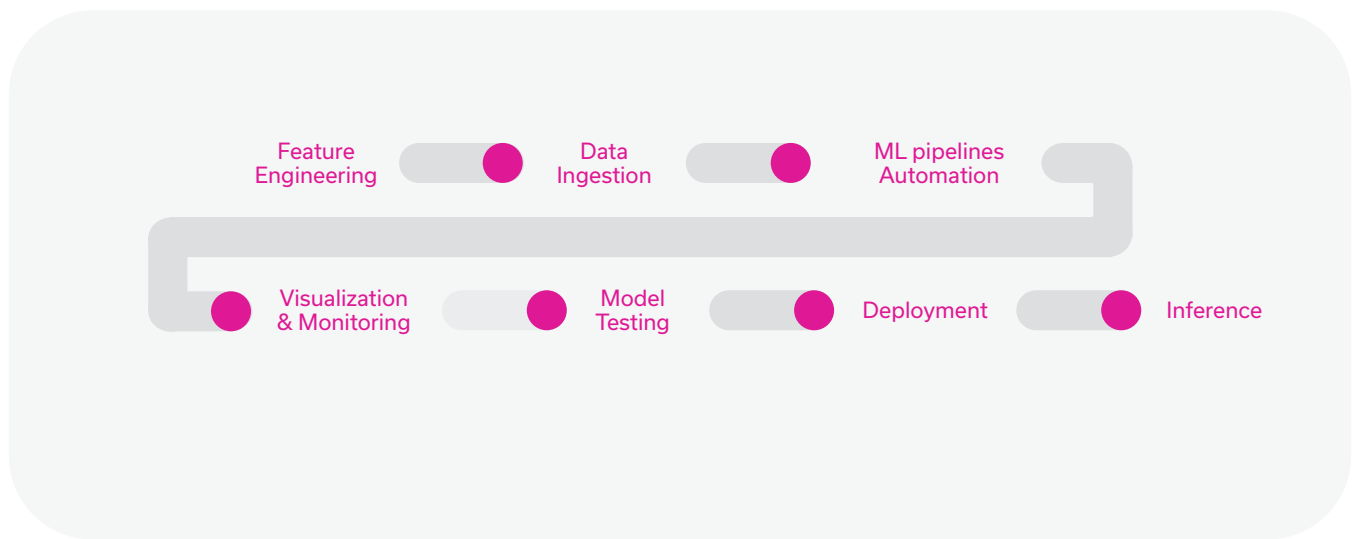 Feature
Engineering
Data
Ingestion
ML pipelines
Automation
Visualization
& Monitoring
Model
Testing
Deployment
Inference